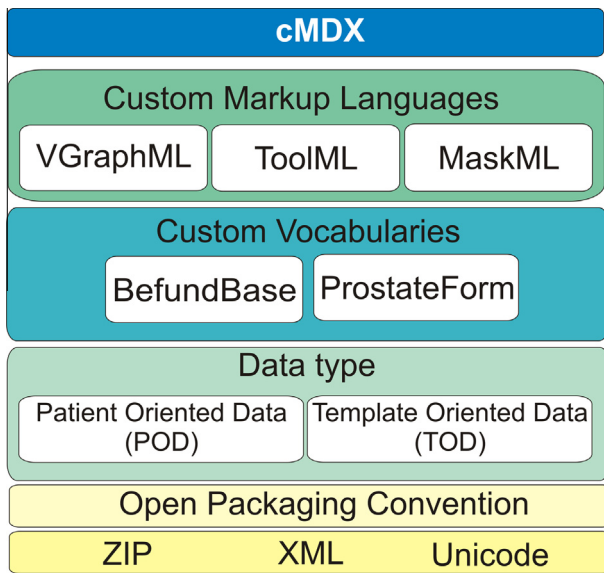 cMDX
Custom Markup Languages
VGraphML ToolML MaskML
Custom Vocabularies
BefundBase ProstateForm
Data type
Patient Oriented Data Template Oriented Data
(POD) (TOD)
Open Packaging Convention
ZIP XML Unicode